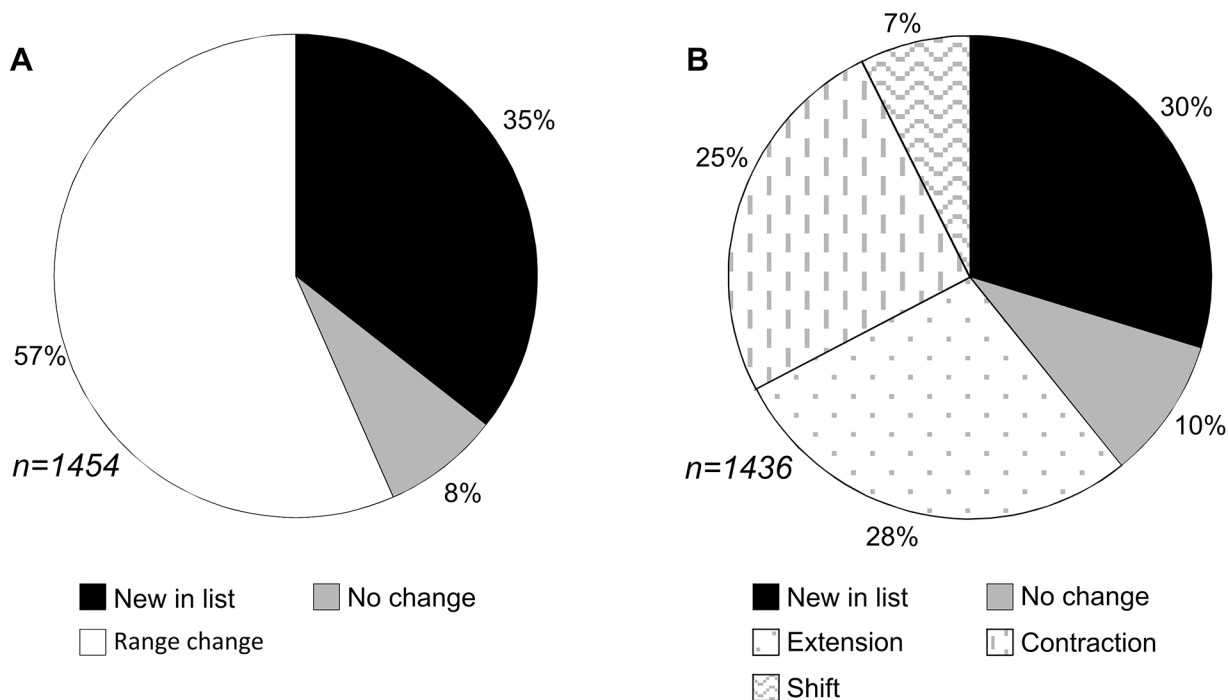 A
35%
57%
n=1454
8%
New in list
No change
Range change
B
7%
30%
25%
10%
n=1436
28%
New in list
No change
Extension
Contraction
Shift